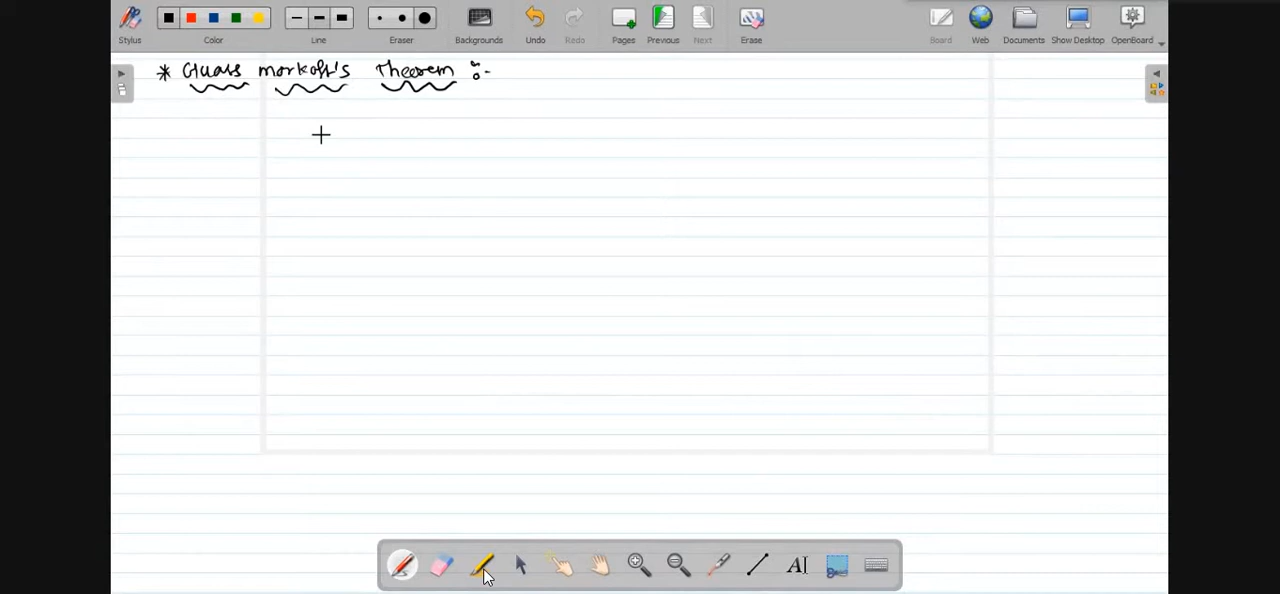 Stylus Color Line Eraser Backgrounds Undo Redo Pages Previous Next Erase Board Web Documents Show Desktop OpenBoard
* Guass markoff's Theorem :-